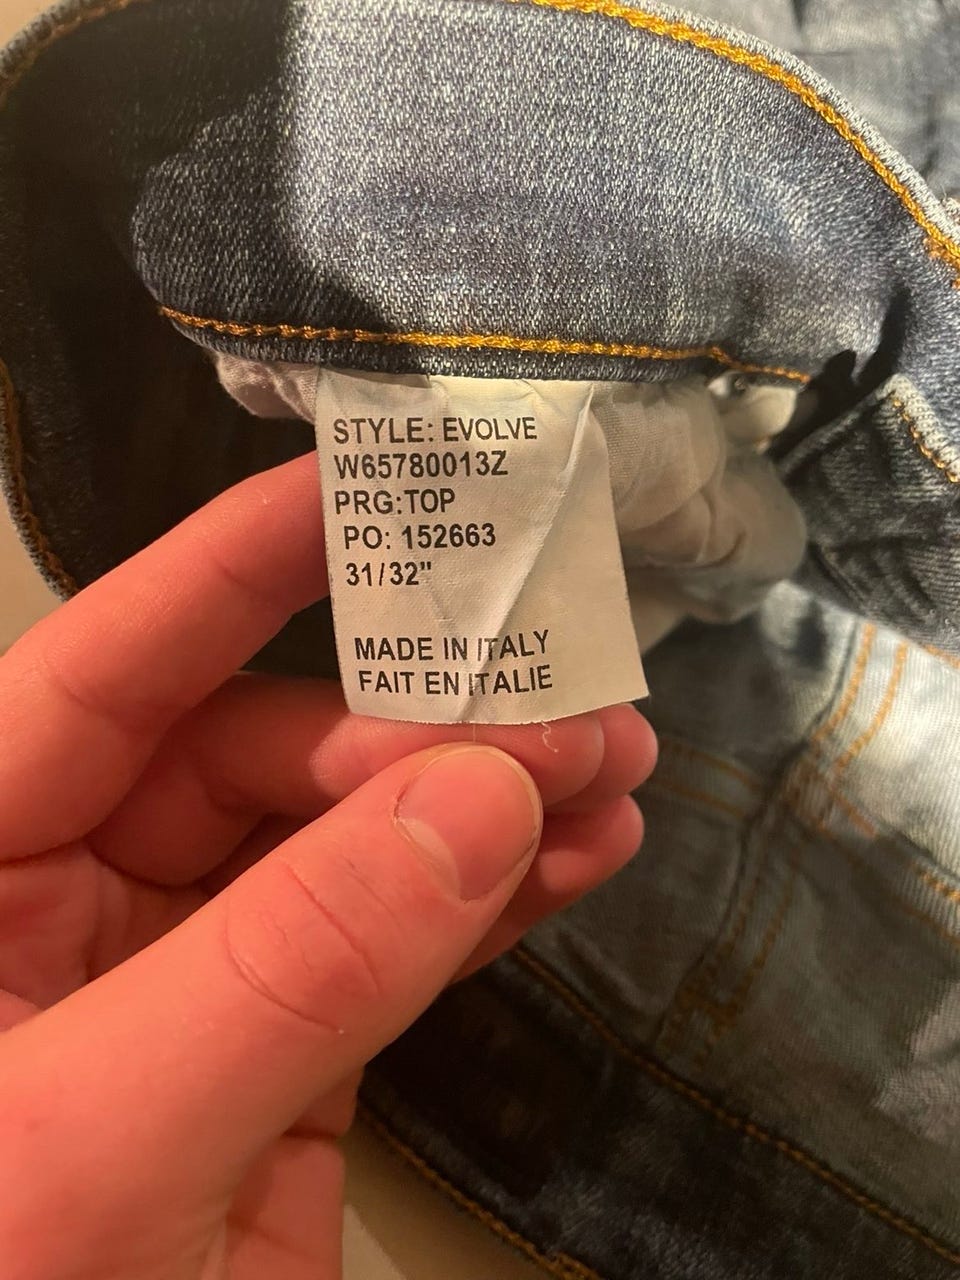 STYLE: EVOLVE
W65780013Z
PRG:TOP
PO: 152663
31/32"
MADE IN ITALY
FAIT EN ITALIE